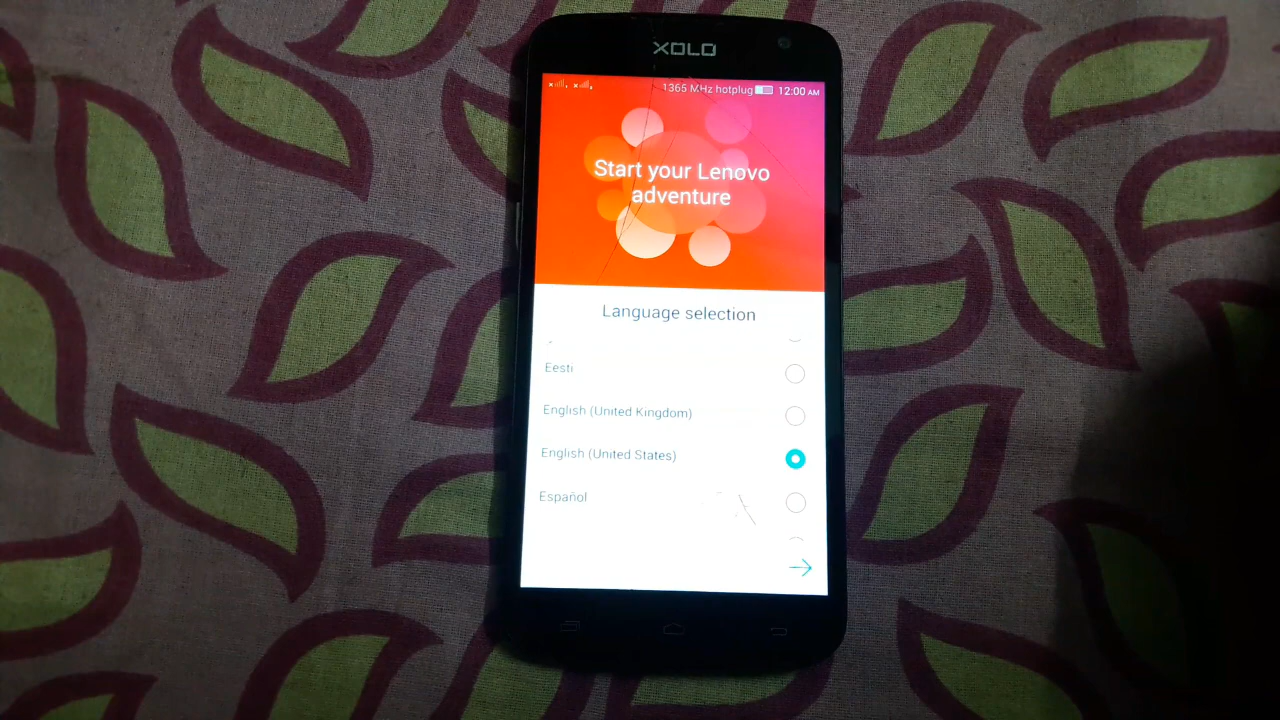 XOLO
1365 MHz hotplug 12:00 AM
Start your Lenovo
adventure
Language selection
Eesti
English (United Kingdom)
English (United States)
Español